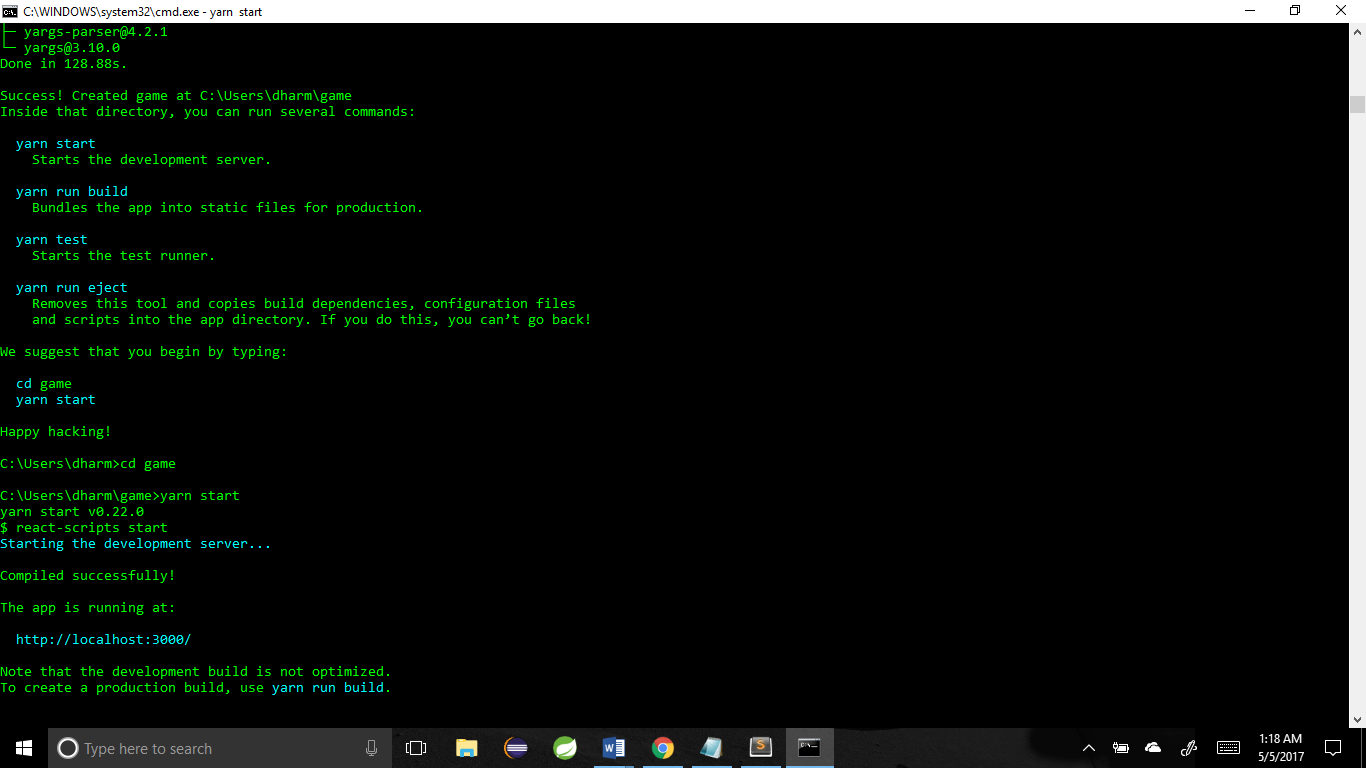 C:\WINDOWS\system32\cmd.exe - yarn  start
├─ yargs-parser@4.2.1
└─ yargs@3.10.0
Done in 128.88s.
Success! Created game at C:\Users\dharm\game
Inside that directory, you can run several commands:
yarn start
Starts the development server.
yarn run build
Bundles the app into static files for production.
yarn test
Starts the test runner.
yarn run eject
Removes this tool and copies build dependencies, configuration files
and scripts into the app directory. If you do this, you can’t go back!
We suggest that you begin by typing:
cd game
yarn start
Happy hacking!
C:\Users\dharm>cd game
C:\Users\dharm\game>yarn start
yarn start v0.22.0
$ react-scripts start
Starting the development server...
Compiled successfully!
The app is running at:
http://localhost:3000/
Note that the development build is not optimized.
To create a production build, use yarn run build.
Type here to search
1:18 AM
5/5/2017